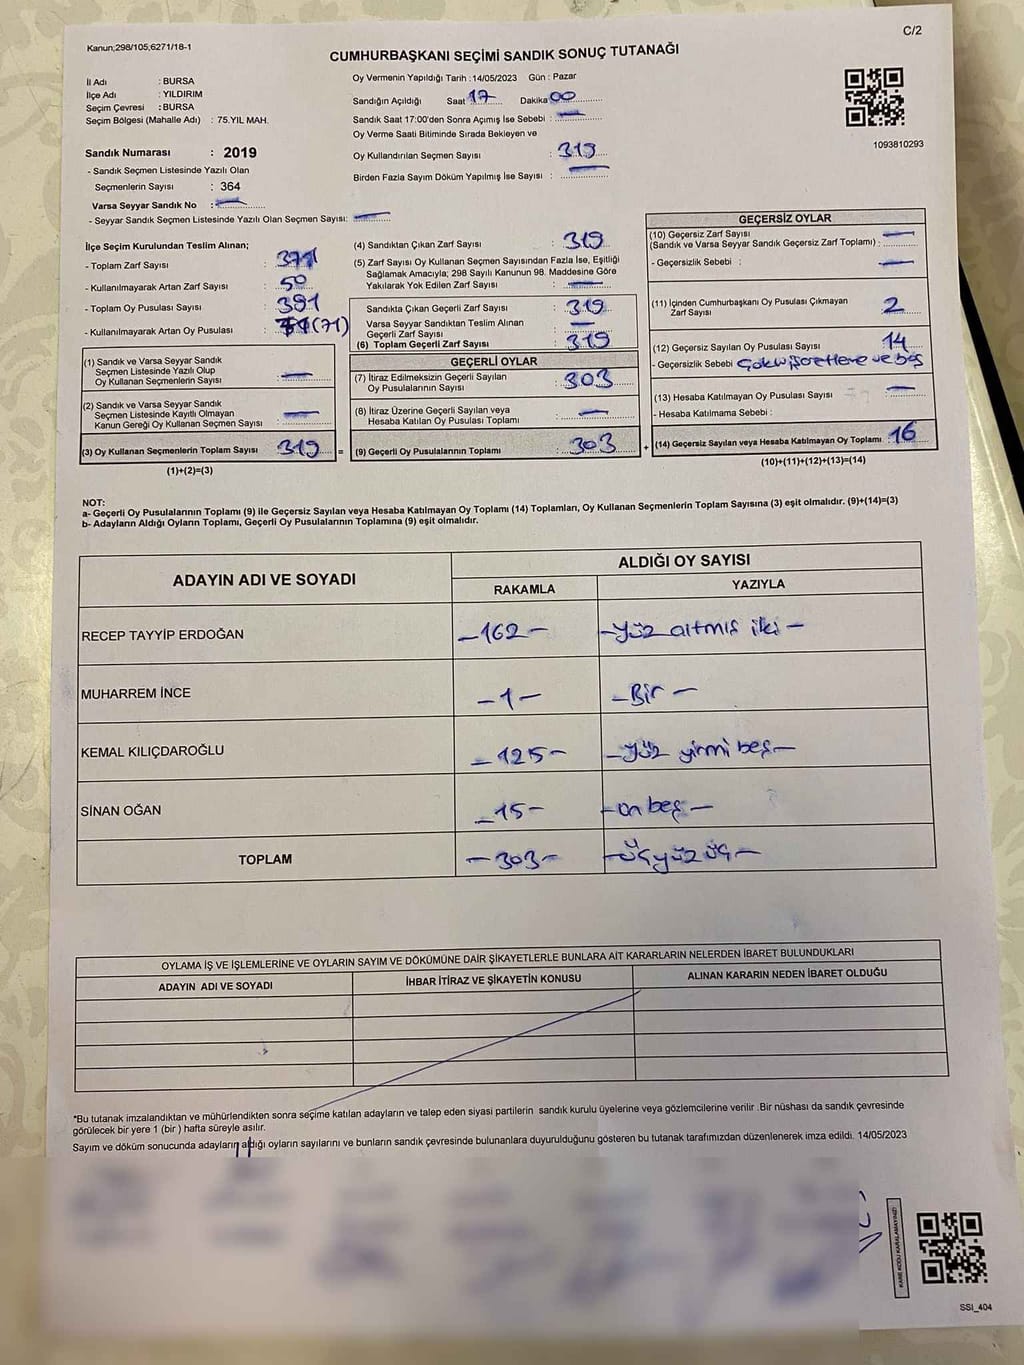 Kanun;298/105,6271/18-1
C/2
CUMHURBAŞKANI SEÇİMİ SANDIK SONUÇ TUTANAĞI
İl Adı : BURSA
İlçe Adı : YILDIRIM
Seçim Çevresi : BURSA
Seçim Bölgesi (Mahalle Adı) : 75.YIL MAH.
Sandık Numarası : 2019
- Sandık Seçmen Listesinde Yazılı Olan
Seçmenlerin Sayısı : 364
Varsa Seyyar Sandık No :
- Seyyar Sandık Seçmen Listesinde Yazılı Olan Seçmen Sayısı:
Oy Vermenin Yapıldığı Tarih :14/05/2023 Gün : Pazar
Sandığın Açıldığı Saat 17 Dakika 00
Sandık Saat 17:00'den Sonra Açımış İse Sebebi :
Oy Verme Saati Bitiminde Sırada Bekleyen ve
Oy Kullandırılan Seçmen Sayısı : 319
Birden Fazla Sayım Döküm Yapılmış İse Sayısı :
1093810293
İlçe Seçim Kurulundan Teslim Alınan;
- Toplam Zarf Sayısı :
- Kullanılmayarak Artan Zarf Sayısı : 50
- Toplam Oy Pusulası Sayısı : 391
- Kullanılmayarak Artan Oy Pusulası : (71)
(1) Sandık ve Varsa Seyyar Sandık
Seçmen Listesinde Yazılı Olup
Oy Kullanan Seçmenlerin Sayısı :
(2) Sandık ve Varsa Seyyar Sandık
Seçmen Listesinde Kayıtlı Olmayan
Kanun Gereği Oy Kullanan Seçmen Sayısı :
(3) Oy Kullanan Seçmenlerin Toplam Sayısı : 319 =
(1)+(2)=(3)
(4) Sandıktan Çıkan Zarf Sayısı : 319
(5) Zarf Sayısı Oy Kullanan Seçmen Sayısından Fazla İse, Eşitliği
Sağlamak Amacıyla; 298 Sayılı Kanunun 98. Maddesine Göre
Yakılarak Yok Edilen Zarf Sayısı :
Sandıkta Çıkan Geçerli Zarf Sayısı : 319
Varsa Seyyar Sandıktan Teslim Alınan
Geçerli Zarf Sayısı :
(6) Toplam Geçerli Zarf Sayısı : 319
GEÇERLİ OYLAR
(7) İtiraz Edilmeksizin Geçerli Sayılan
Oy Pusulalarının Sayısı : 303
(8) İtiraz Üzerine Geçerli Sayılan veya
Hesaba Katılan Oy Pusulası Toplamı :
(9) Geçerli Oy Pusulalarının Toplamı : 303 +
GEÇERSİZ OYLAR
(10) Geçersiz Zarf Sayısı
(Sandık ve Varsa Seyyar Sandık Geçersiz Zarf Toplamı) :
- Geçersizlik Sebebi :
(11) İçinden Cumhurbaşkanı Oy Pusulası Çıkmayan
Zarf Sayısı : 2
(12) Geçersiz Sayılan Oy Pusulası Sayısı : 14
- Geçersizlik Sebebi : ve boş
(13) Hesaba Katılmayan Oy Pusulası Sayısı :
- Hesaba Katılmama Sebebi :
(14) Geçersiz Sayılan veya Hesaba Katılmayan Oy Toplamı : 16
(10)+(11)+(12)+(13)=(14)
NOT:
a- Geçerli Oy Pusulalarının Toplamı (9) ile Geçersiz Sayılan veya Hesaba Katılmayan Oy Toplamı (14) Toplamları, Oy Kullanan Seçmenlerin Toplam Sayısına (3) eşit olmalıdır. (9)+(14)=(3)
b- Adayların Aldığı Oyların Toplamı, Geçerli Oy Pusulalarının Toplamına (9) eşit olmalıdır.
ADAYIN ADI VE SOYADI
ALDIĞI OY SAYISI
RAKAMLA YAZIYLA
RECEP TAYYİP ERDOĞAN -162- -yüz altmış iki-
MUHARREM İNCE -1- -Bir-
KEMAL KILIÇDAROĞLU -125- -yüz yirmi beş-
SİNAN OĞAN -15- -on beş-
TOPLAM -303- -üçyüz üç-
OYLAMA İŞ VE İŞLEMLERİNE VE OYLARIN SAYIM VE DÖKÜMÜNE DAİR ŞİKAYETLERLE BUNLARA AİT KARARLARIN NELERDEN İBARET BULUNDUKLARI
ADAYIN ADI VE SOYADI İHBAR İTİRAZ VE ŞİKAYETİN KONUSU ALINAN KARARIN NEDEN İBARET OLDUĞU
*Bu tutanak imzalandıktan ve mühürlendikten sonra seçime katılan adayların ve talep eden siyasi partilerin sandık kurulu üyelerine veya gözlemcilerine verilir .Bir nüshası da sandık çevresinde
görülecek bir yere 1 (bir ) hafta süreyle asılır.
Sayım ve döküm sonucunda adayların aldığı oyların sayılarını ve bunların sandık çevresinde bulunanlara duyurulduğunu gösteren bu tutanak tarafımızdan düzenlenerek imza edildi. 14/05/2023
KARE KODU KARALAMAYINIZ!
SSI_404